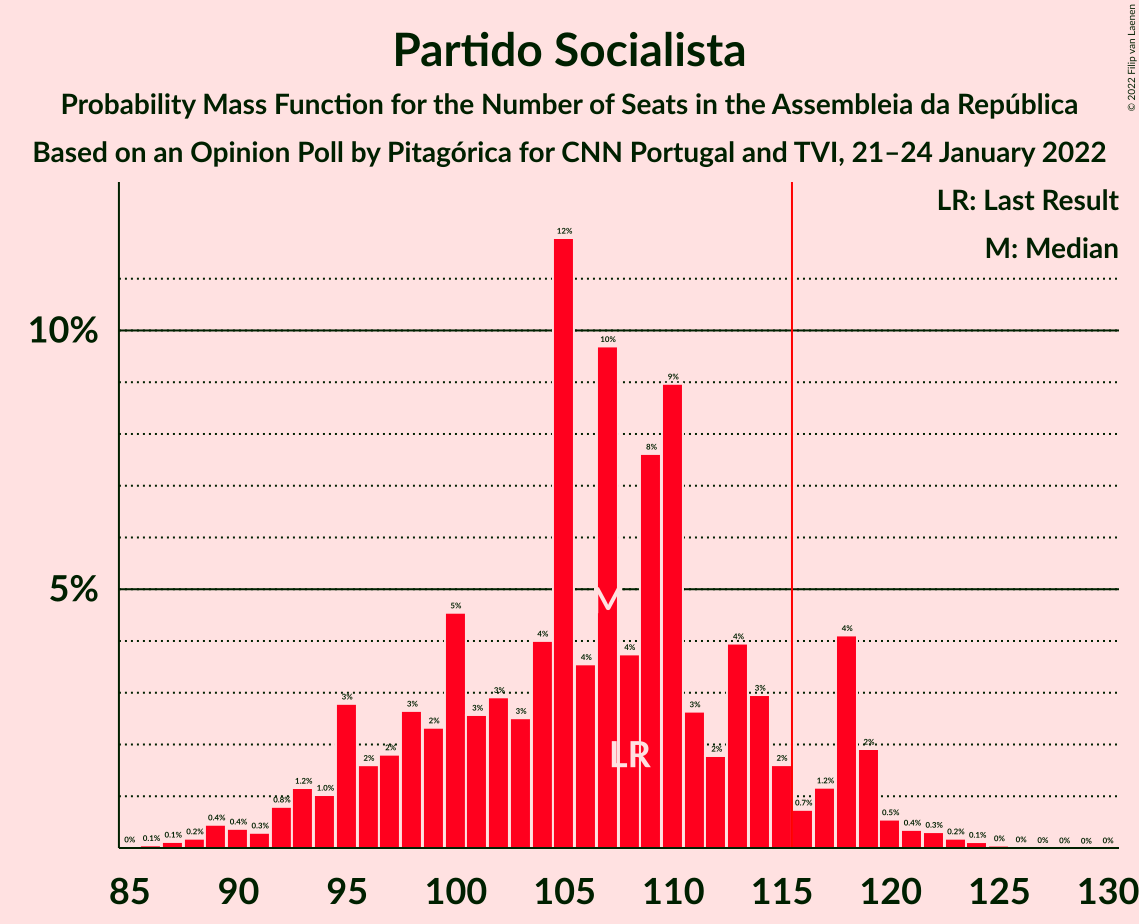 Partido Socialista
Probability Mass Function for the Number of Seats in the Assembleia da República
Based on an Opinion Poll by Pitagórica for CNN Portugal and TVI, 21–24 January 2022
© 2022 Filip van Laenen
LR: Last Result
M: Median
10%
5%
0% 0.1% 0.1% 0.2% 0.4% 0.4% 0.3% 0.8% 1.2% 1.0% 3% 2% 2% 3% 2% 5% 3% 3% 3% 4% 12% 4% 10% 4% 8% 9% 3% 2% 4% 3% 2% 0.7% 1.2% 4% 2% 0.5% 0.4% 0.3% 0.2% 0.1% 0% 0% 0% 0% 0% 0%
M
LR
85 90 95 100 105 110 115 120 125 130